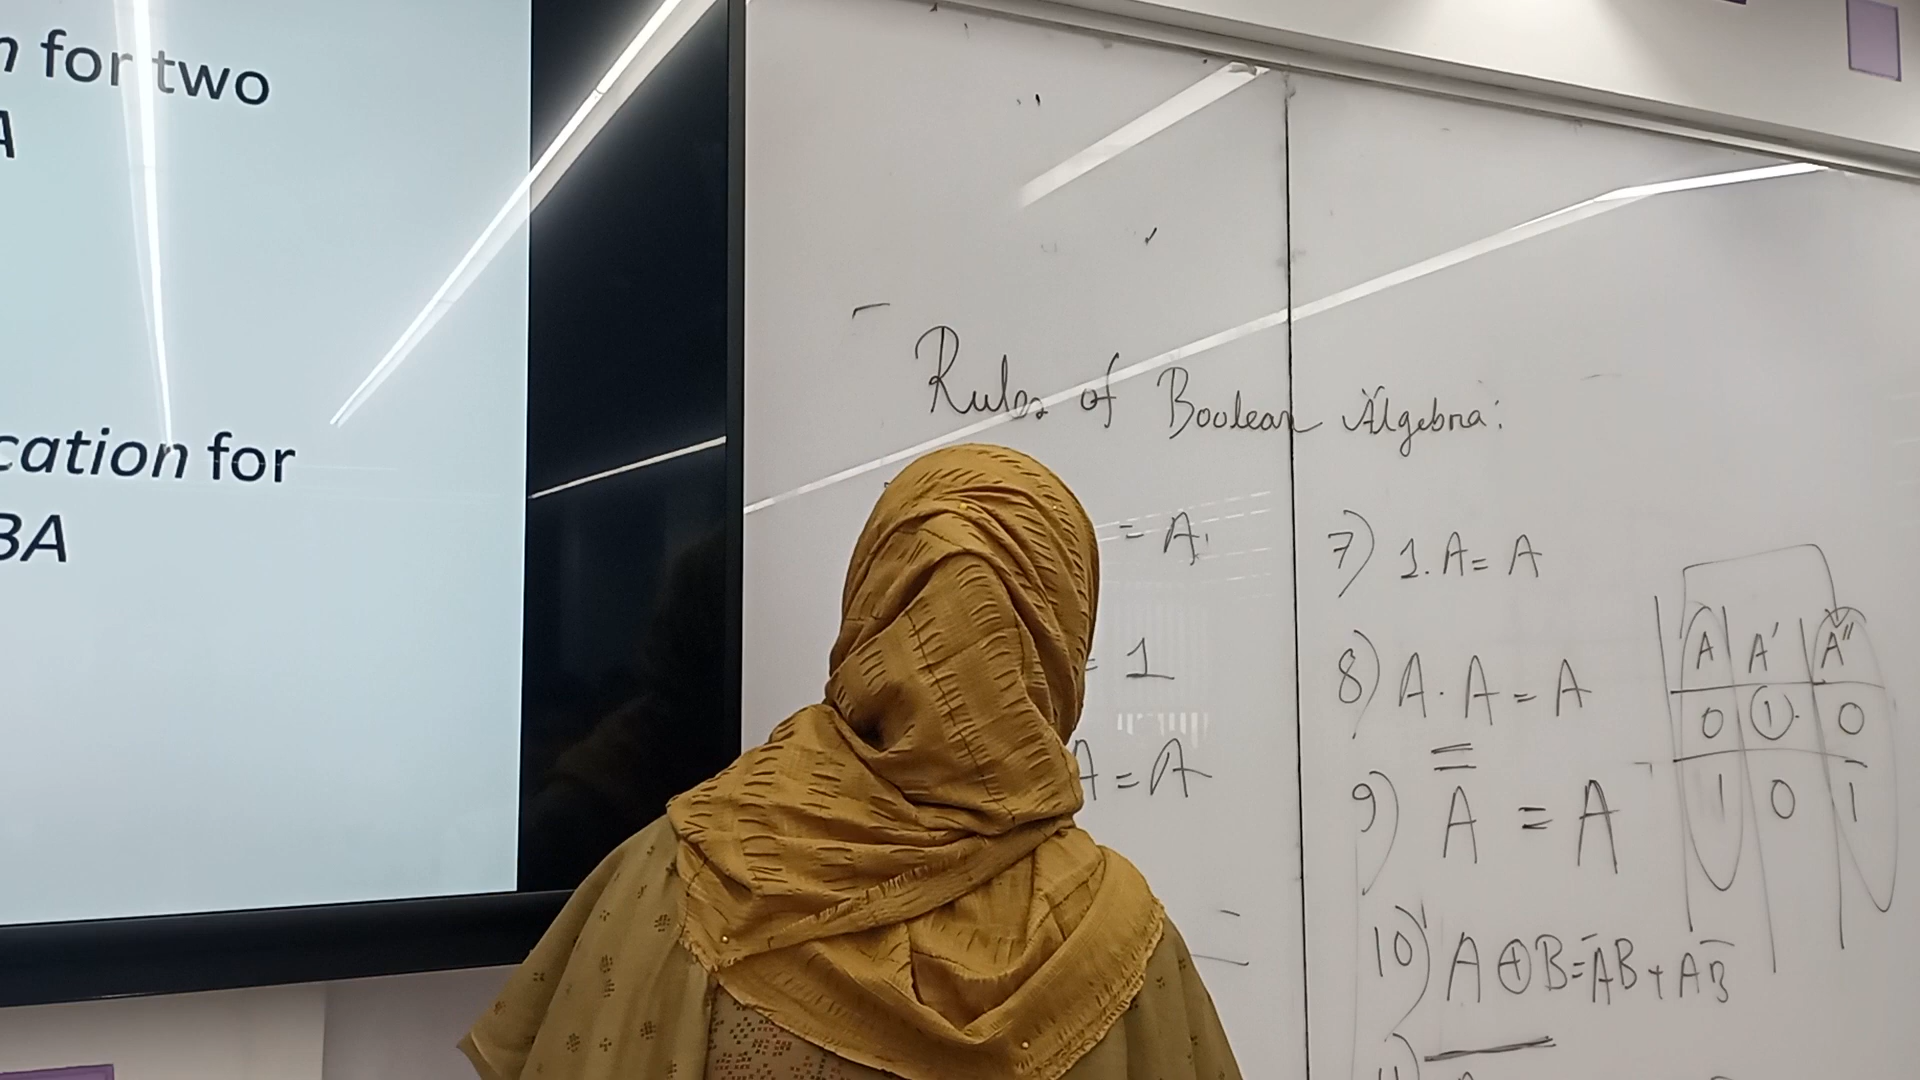 for two
A
cation for
BA
Rules of Boolean Algebra:
= A
= 1
A = A
7) 1. A = A
8) A . A = A
9) A̿ = A
10) A ⊕ B = A̅B + AB̅
11)
A A' A''
0 1 0
1 0 1